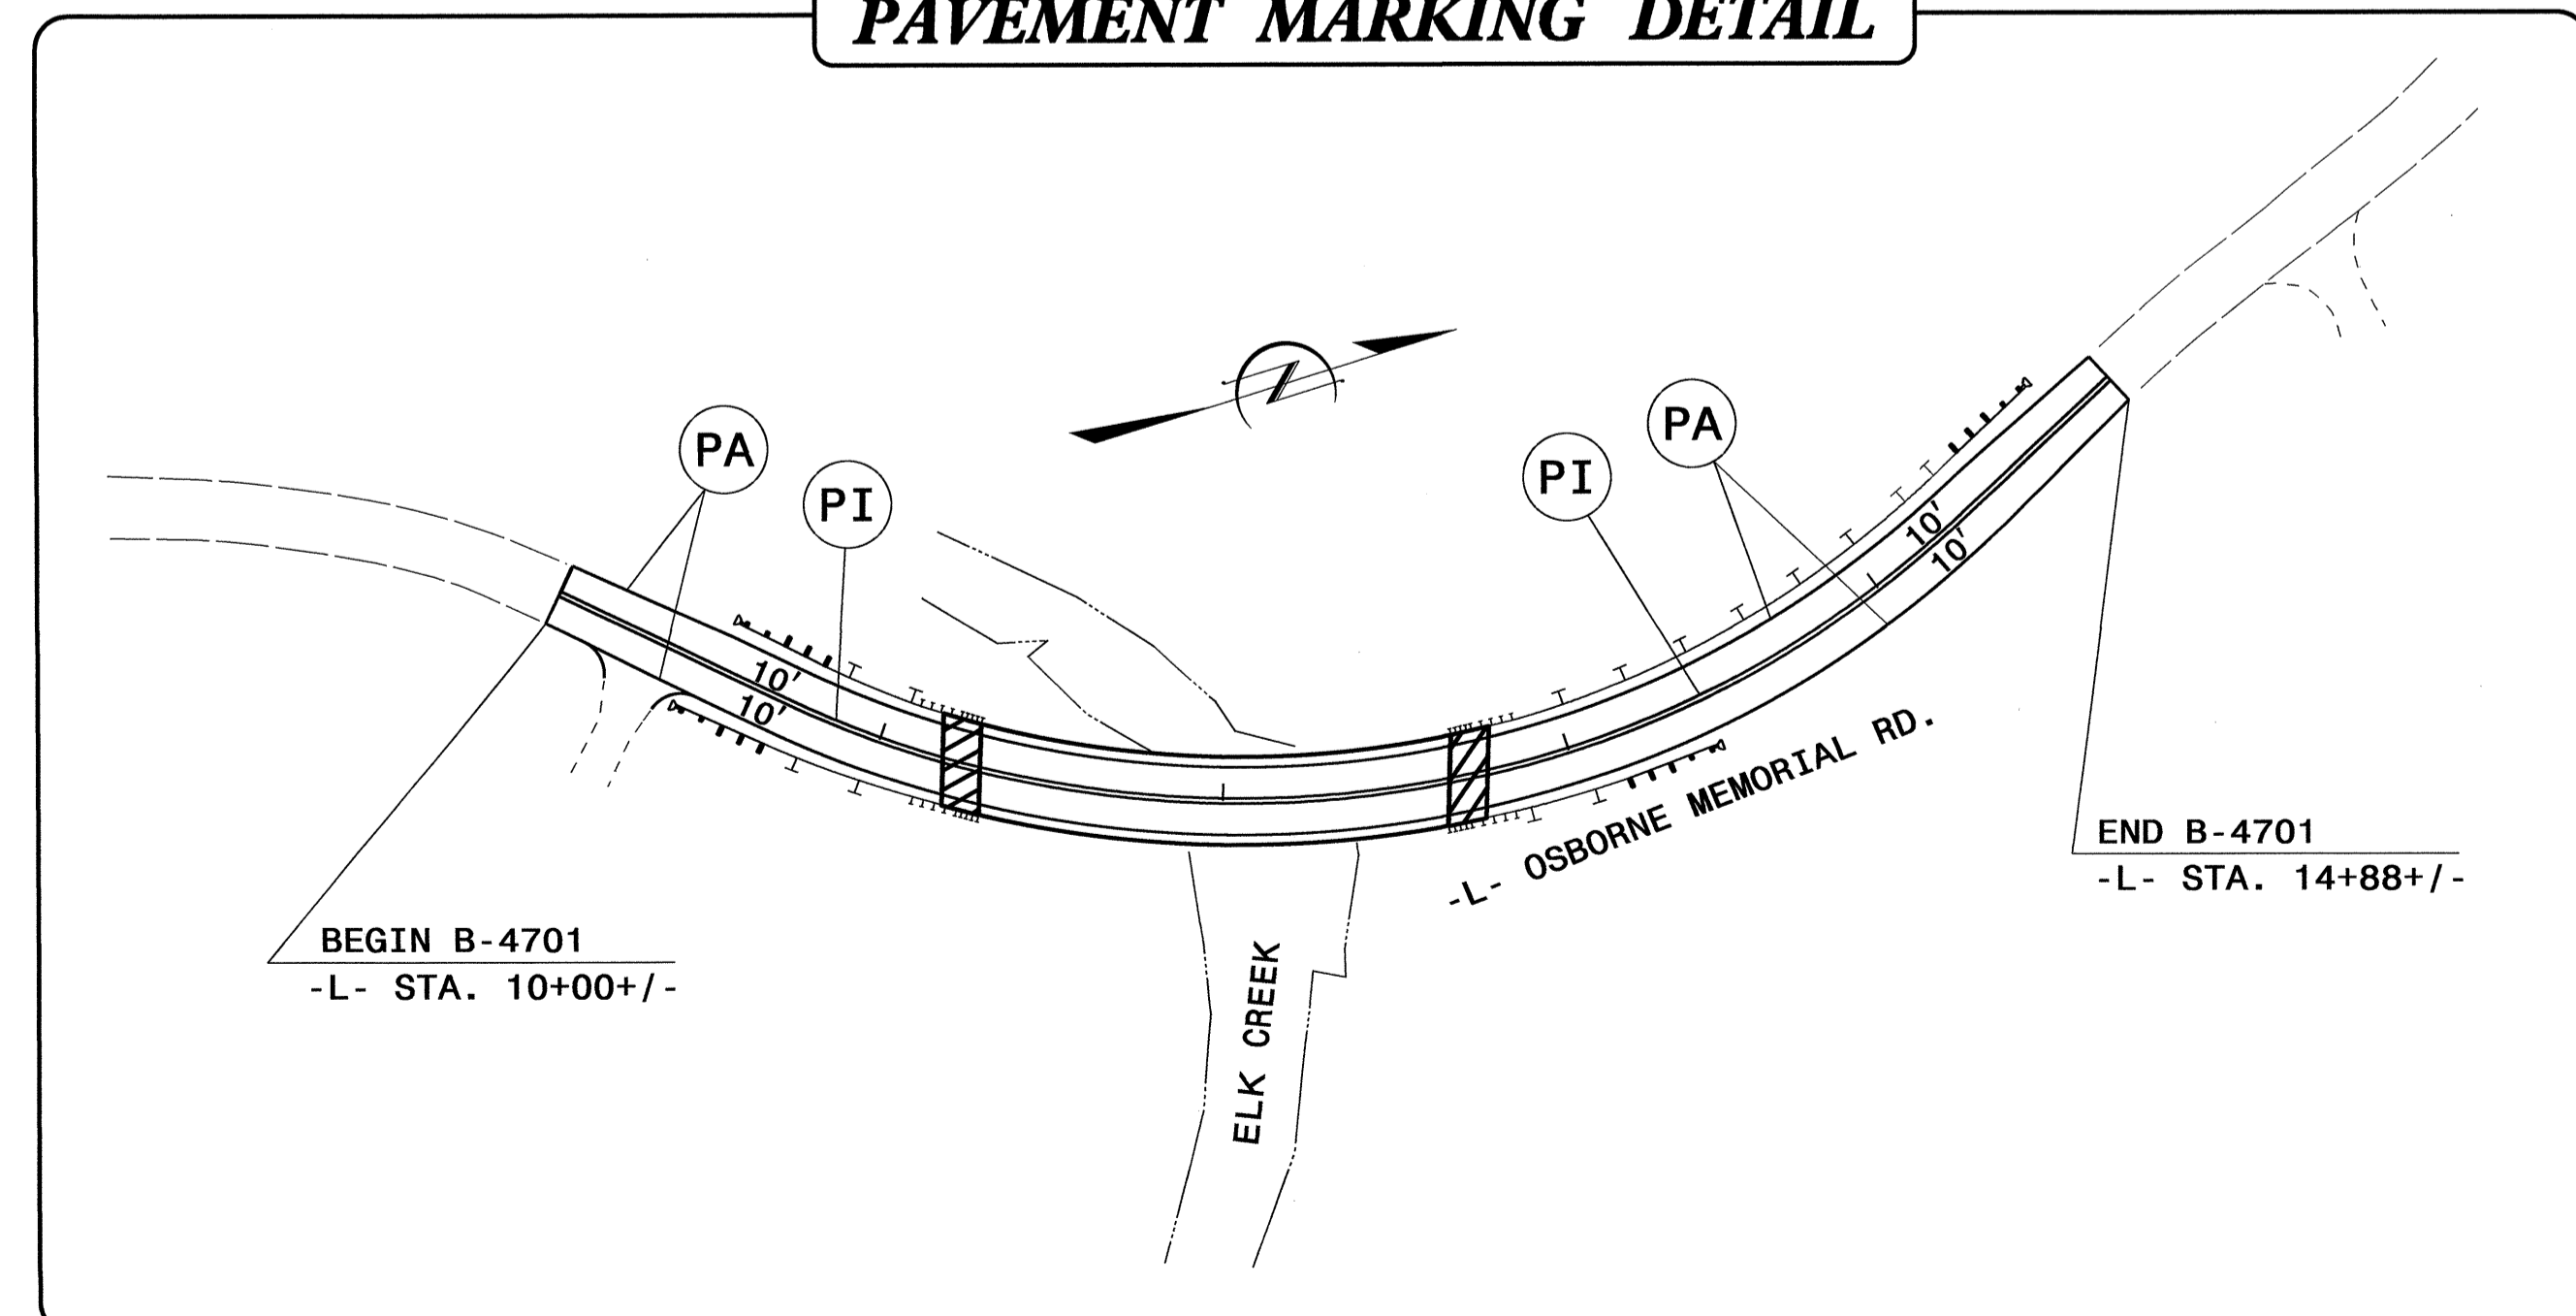 PAVEMENT MARKING DETAIL
PA
PI
PI
PA
10'
10'
10'
10'
-L- OSBORNE MEMORIAL RD.
ELK CREEK
BEGIN B-4701
-L- STA. 10+00+/-
END B-4701
-L- STA. 14+88+/-